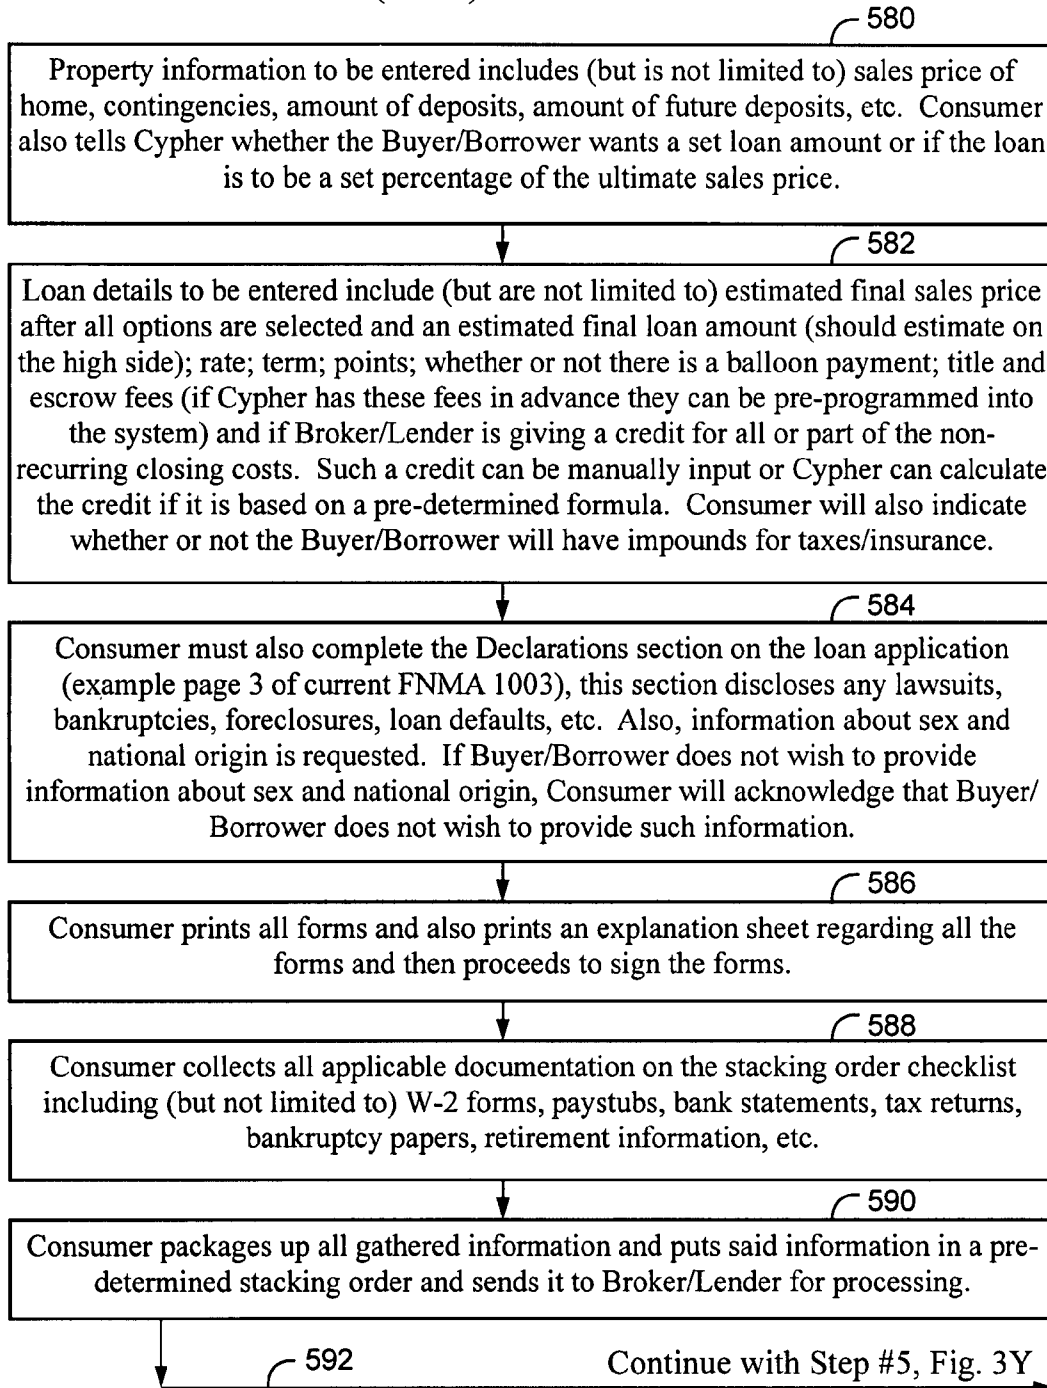 580
Property information to be entered includes (but is not limited to) sales price of
home, contingencies, amount of deposits, amount of future deposits, etc. Consumer
also tells Cypher whether the Buyer/Borrower wants a set loan amount or if the loan
is to be a set percentage of the ultimate sales price.
582
Loan details to be entered include (but are not limited to) estimated final sales price
after all options are selected and an estimated final loan amount (should estimate on
the high side); rate; term; points; whether or not there is a balloon payment; title and
escrow fees (if Cypher has these fees in advance they can be pre-programmed into
the system) and if Broker/Lender is giving a credit for all or part of the non-
recurring closing costs. Such a credit can be manually input or Cypher can calculate
the credit if it is based on a pre-determined formula. Consumer will also indicate
whether or not the Buyer/Borrower will have impounds for taxes/insurance.
584
Consumer must also complete the Declarations section on the loan application
(example page 3 of current FNMA 1003), this section discloses any lawsuits,
bankruptcies, foreclosures, loan defaults, etc. Also, information about sex and
national origin is requested. If Buyer/Borrower does not wish to provide
information about sex and national origin, Consumer will acknowledge that Buyer/
Borrower does not wish to provide such information.
586
Consumer prints all forms and also prints an explanation sheet regarding all the
forms and then proceeds to sign the forms.
588
Consumer collects all applicable documentation on the stacking order checklist
including (but not limited to) W-2 forms, paystubs, bank statements, tax returns,
bankruptcy papers, retirement information, etc.
590
Consumer packages up all gathered information and puts said information in a pre-
determined stacking order and sends it to Broker/Lender for processing.
592
Continue with Step #5, Fig. 3Y